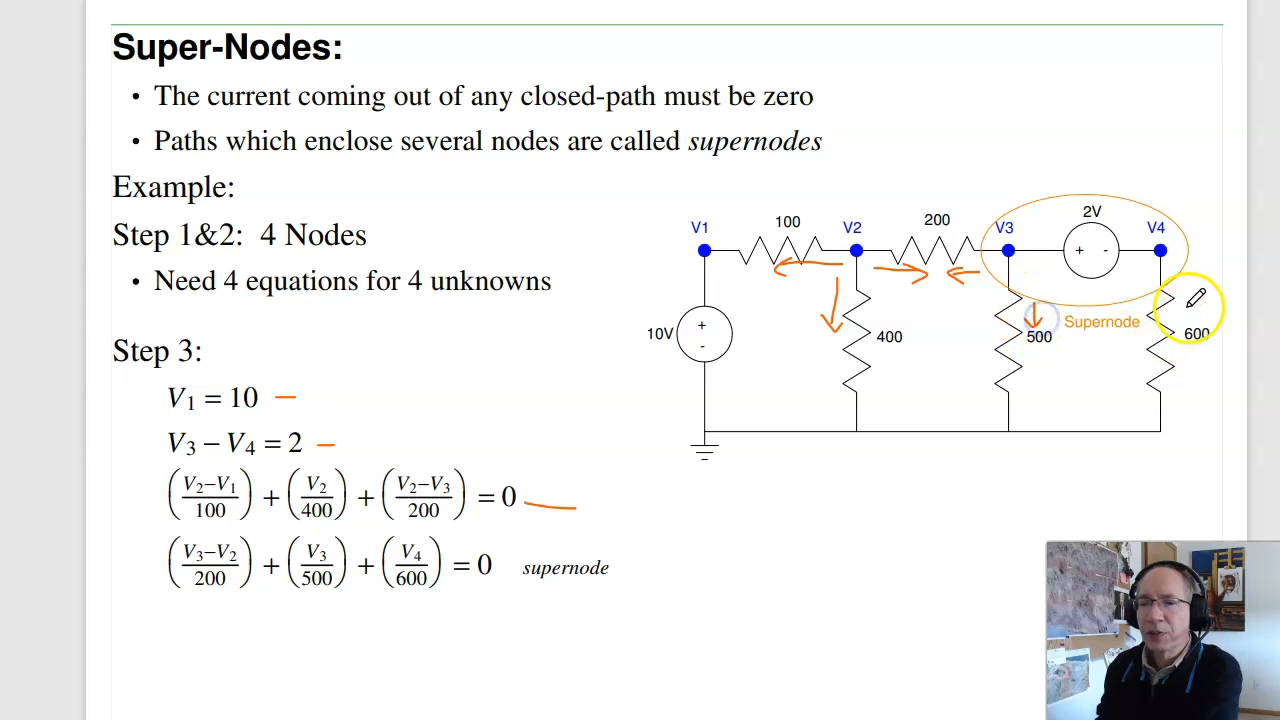 Super-Nodes:
• The current coming out of any closed-path must be zero
• Paths which enclose several nodes are called supernodes
Example:
Step 1&2: 4 Nodes
• Need 4 equations for 4 unknowns
Step 3:
V1 = 10
V3 − V4 = 2
(V2−V1/100) + (V2/400) + (V2−V3/200) = 0
(V3−V2/200) + (V3/500) + (V4/600) = 0 supernode
V1 100 V2 200 V3 2V V4
+ -
10V + -
400
500
Supernode
600